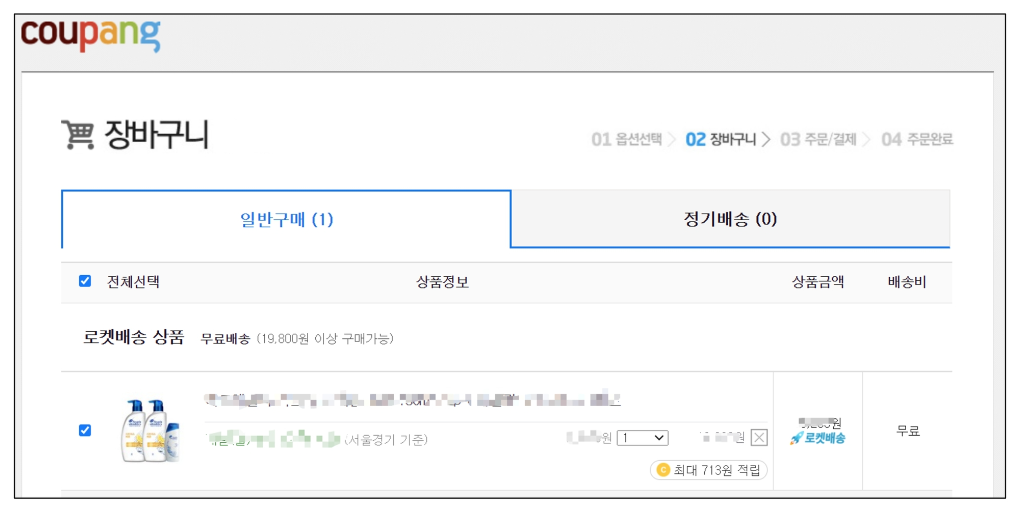 coupang
장바구니
01 옵션선택 > 02 장바구니 > 03 주문/결제 > 04 주문완료
일반구매 (1) 정기배송 (0)
전체선택 상품정보 상품금액 배송비
로켓배송 상품 무료배송 (19,800원 이상 구매가능)
(서울경기 기준) 원 1 원
원
로켓배송
무료
최대 713원 적립